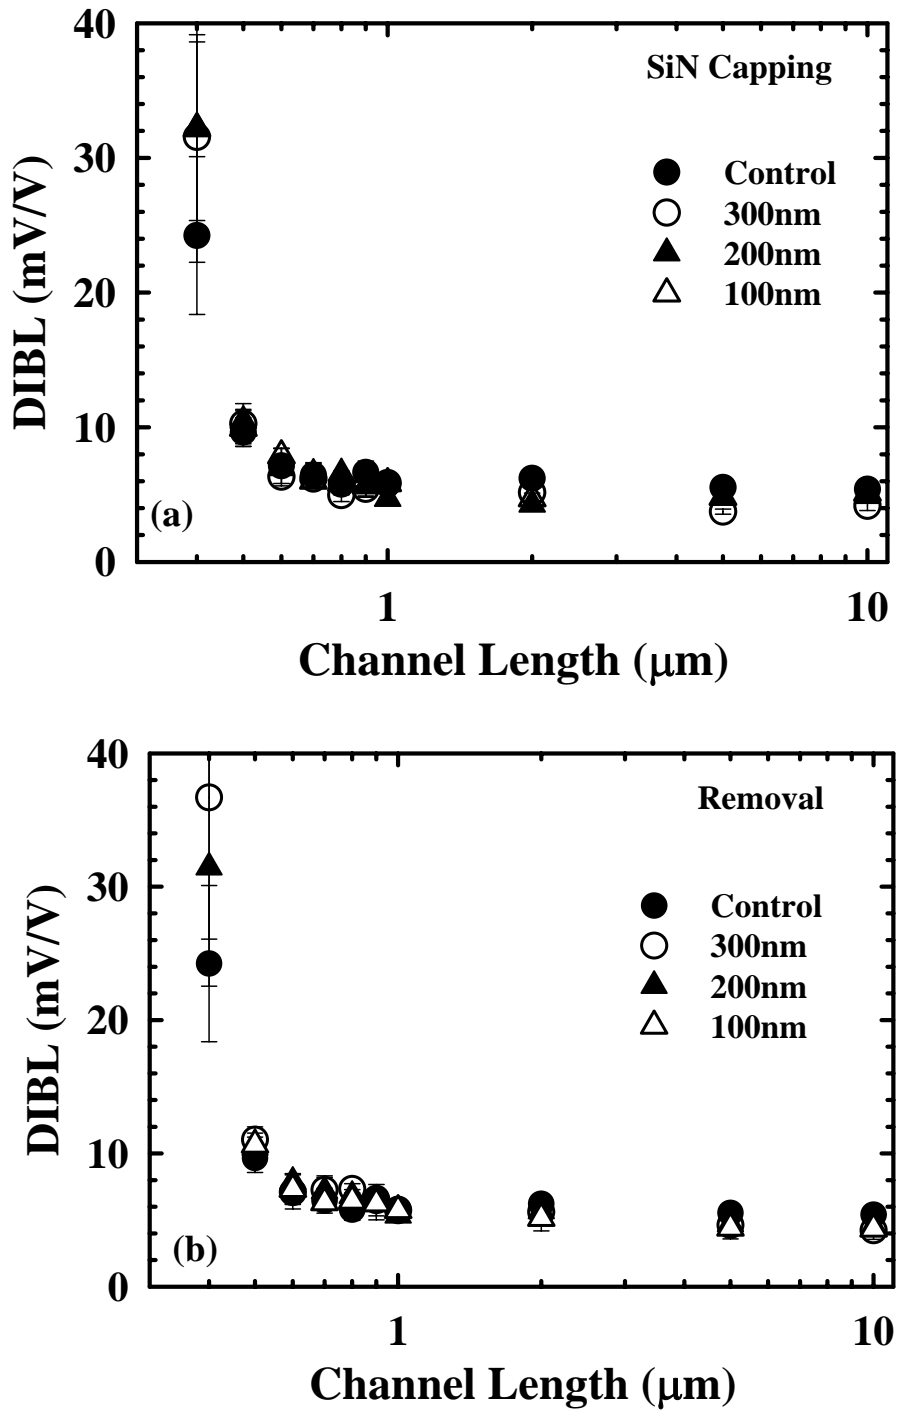 40
SiN Capping
30
Control
300nm
20
200nm
100nm
DIBL (mV/V)
10
(a)
0
1
10
Channel Length (μm)
40
Removal
30
Control
300nm
20
200nm
100nm
DIBL (mV/V)
10
(b)
0
1
10
Channel Length (μm)